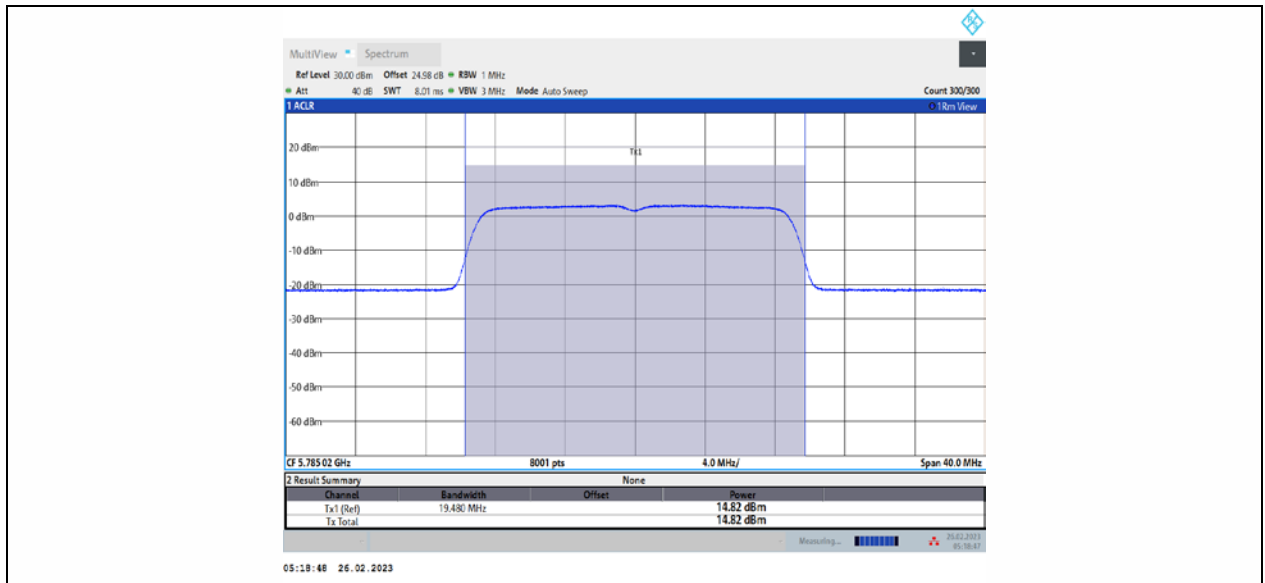 MultiView Spectrum
Ref Level 30.00 dBm Offset 24.98 dB RBW 1 MHz
Att 40 dB SWT 8.01 ms VBW 3 MHz Mode Auto Sweep Count 300/300
1 ACLR 1Rm View
20 dBm
Tx1
10 dBm
0 dBm
-10 dBm
-20 dBm
-30 dBm
-40 dBm
-50 dBm
-60 dBm
CF 5.78502 GHz 8001 pts 4.0 MHz/ Span 40.0 MHz
2 Result Summary None
Channel Bandwidth Offset Power
Tx1 (Ref) 19.480 MHz 14.82 dBm
Tx Total 14.82 dBm
Measuring... 26.02.2023
05:18:47
05:18:48 26.02.2023